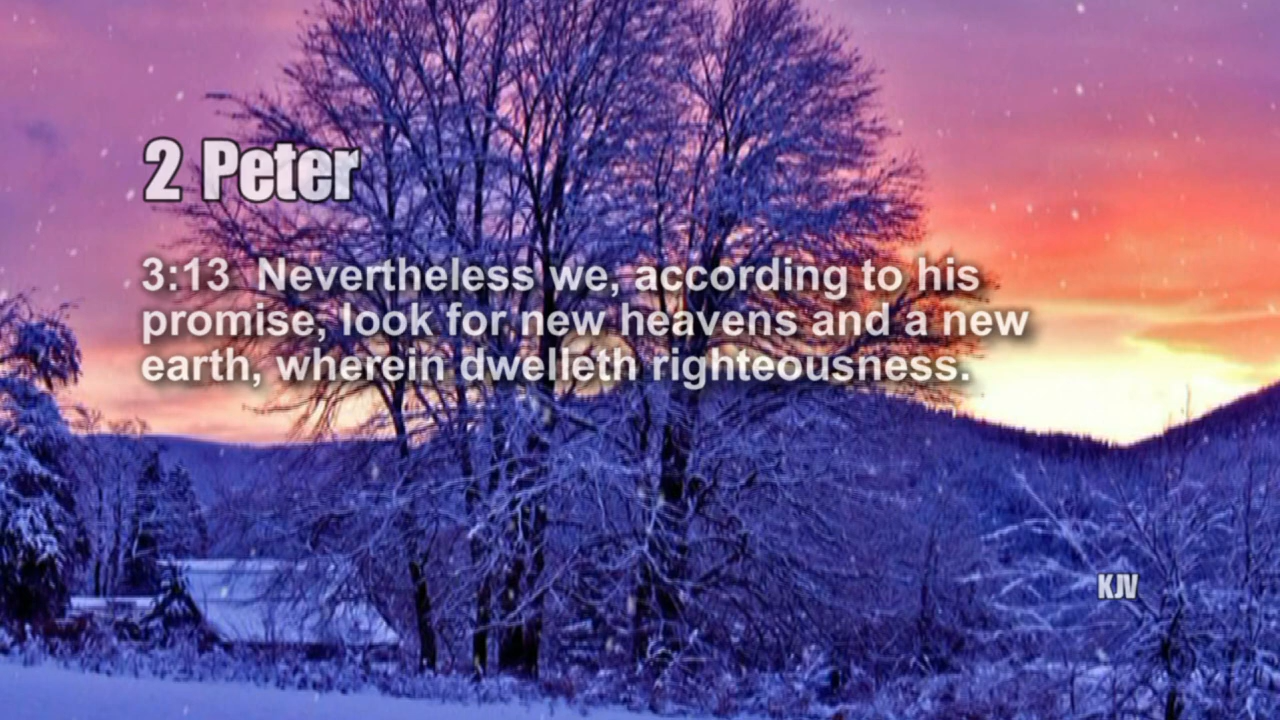 2 Peter
3:13 Nevertheless we, according to his
promise, look for new heavens and a new
earth, wherein dwelleth righteousness.
KJV